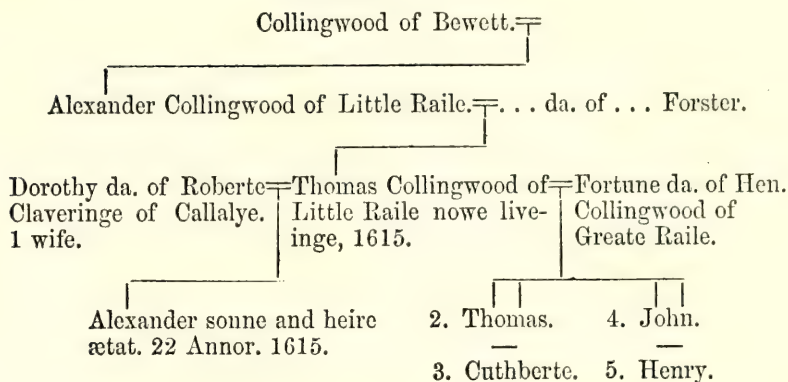 Collingwood of Bewett.
Alexander Collingwood of Little Raile. . . . da. of . . . Forster.
Dorothy da. of Roberte
Claveringe of Callalye.
1 wife.
Thomas Collingwood of
Little Raile nowe live-
inge, 1615.
Fortune da. of Hen.
Collingwood of
Greate Raile.
Alexander sonne and heire
ætat. 22 Annor. 1615.
2. Thomas.
3. Cuthberte.
4. John.
5. Henry.